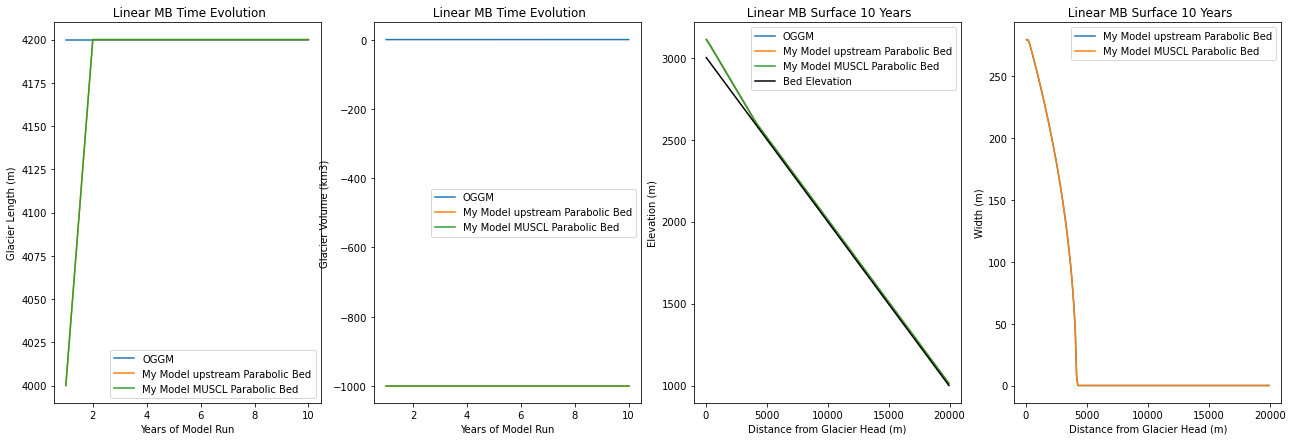 Linear MB Time Evolution
4200
4175
4150
4125
4100
4075
4050
4025
4000
Glacier Length (m)
OGGM
My Model upstream Parabolic Bed
My Model MUSCL Parabolic Bed
2
4
6
8
10
Years of Model Run
Linear MB Time Evolution
0
−200
−400
−600
−800
−1000
Glacier Volume (km3)
OGGM
My Model upstream Parabolic Bed
My Model MUSCL Parabolic Bed
2
4
6
8
10
Years of Model Run
Linear MB Surface 10 Years
3000
2500
2000
1500
1000
Elevation (m)
OGGM
My Model upstream Parabolic Bed
My Model MUSCL Parabolic Bed
Bed Elevation
0
5000
10000
15000
20000
Distance from Glacier Head (m)
Linear MB Surface 10 Years
250
200
150
100
50
0
Width (m)
My Model upstream Parabolic Bed
My Model MUSCL Parabolic Bed
0
5000
10000
15000
20000
Distance from Glacier Head (m)